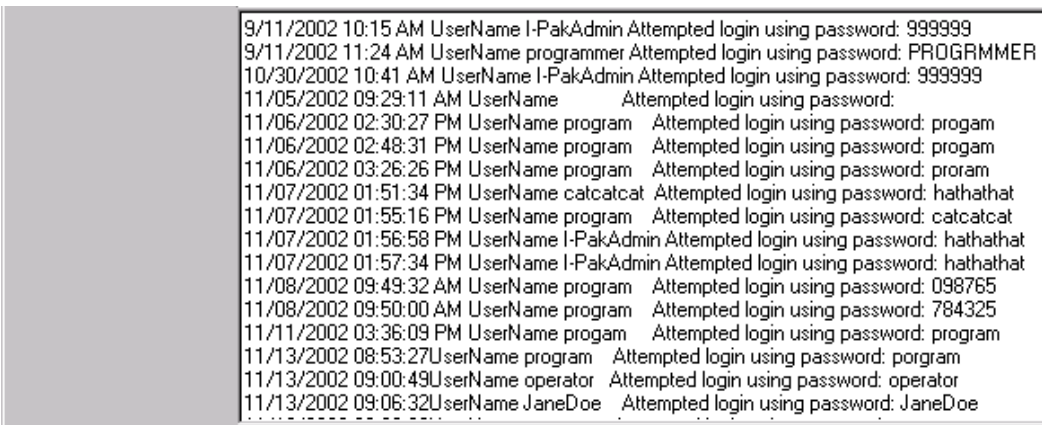 9/11/2002 10:15 AM UserName I-PakAdmin Attempted login using password: 999999
9/11/2002 11:24 AM UserName programmer Attempted login using password: PROGRMMER
10/30/2002 10:41 AM UserName I-PakAdmin Attempted login using password: 999999
11/05/2002 09:29:11 AM UserName Attempted login using password:
11/06/2002 02:30:27 PM UserName program Attempted login using password: progam
11/06/2002 02:48:31 PM UserName program Attempted login using password: progam
11/06/2002 03:26:26 PM UserName program Attempted login using password: proram
11/07/2002 01:51:34 PM UserName catcatcat Attempted login using password: hathathat
11/07/2002 01:55:16 PM UserName program Attempted login using password: catcatcat
11/07/2002 01:56:58 PM UserName I-PakAdmin Attempted login using password: hathathat
11/07/2002 01:57:34 PM UserName I-PakAdmin Attempted login using password: hathathat
11/08/2002 09:49:32 AM UserName program Attempted login using password: 098765
11/08/2002 09:50:00 AM UserName program Attempted login using password: 784325
11/11/2002 03:36:09 PM UserName progam Attempted login using password: program
11/13/2002 08:53:27UserName program Attempted login using password: porgram
11/13/2002 09:00:49UserName operator Attempted login using password: operator
11/13/2002 09:06:32UserName JaneDoe Attempted login using password: JaneDoe